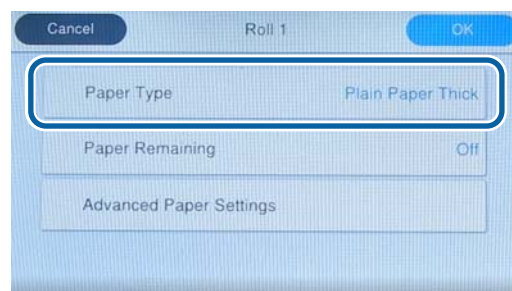 Cancel Roll 1 OK
Paper Type Plain Paper Thick
Paper Remaining Off
Advanced Paper Settings